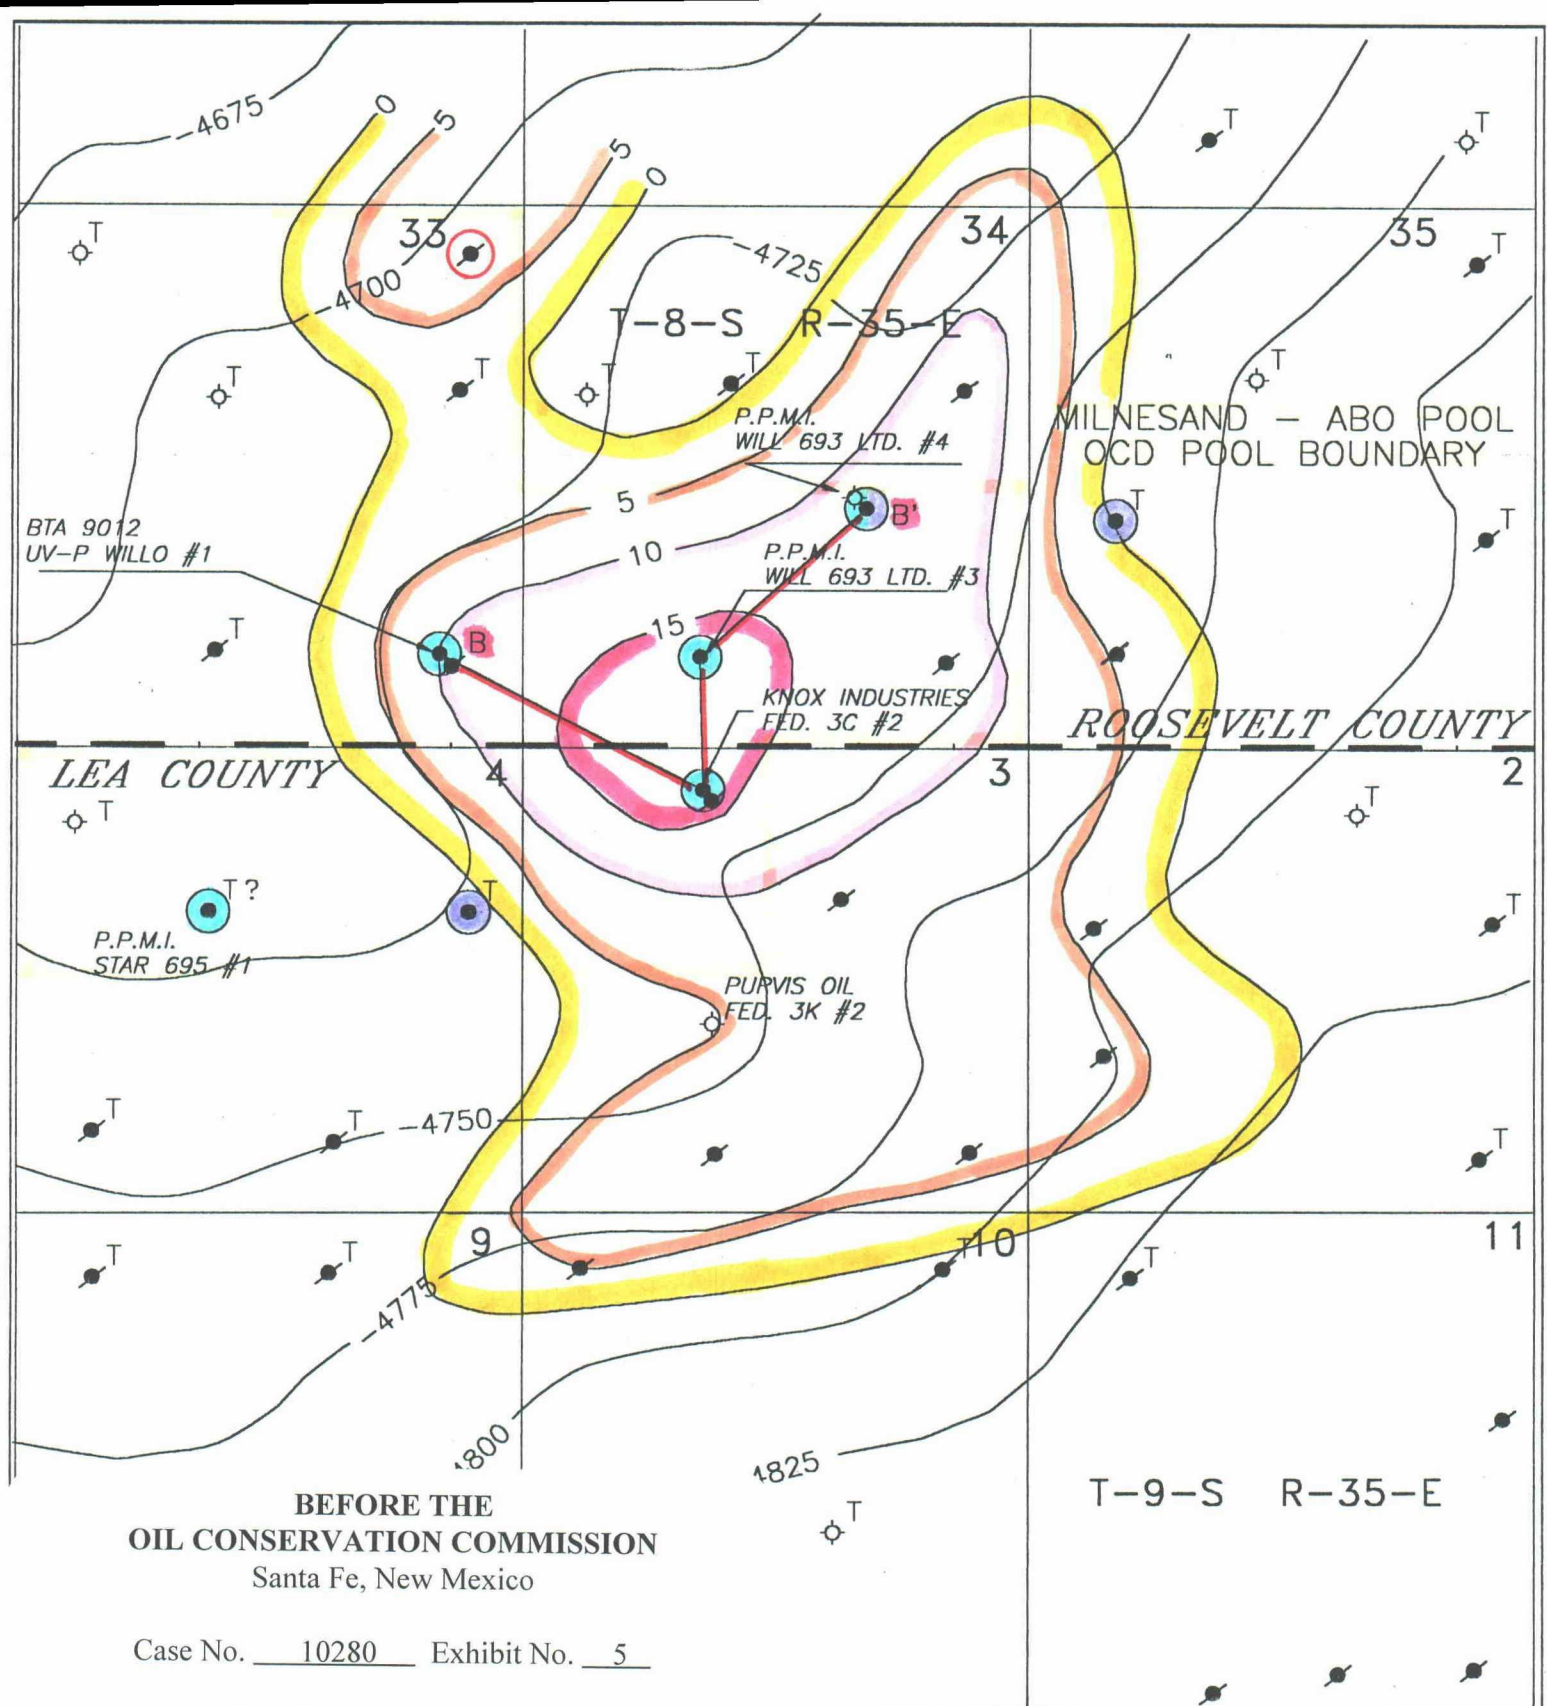 0
5
-4675
T
T
5
0
T
33
34
35
T
-4725
-4700
T-8-S R-35-E
T
T
T
T
T
P.P.M.I.
WILL 693 LTD. #4
MILNESAND - ABO POOL
OCD POOL BOUNDARY
5
T
B'
BTA 9012
UV-P WILLO #1
10
P.P.M.I.
WILL 693 LTD. #3
T
T
15
B
KNOX INDUSTRIES
FED. 3C #2
ROOSEVELT COUNTY
LEA COUNTY
4
3
2
T
T
T?
T
T
P.P.M.I.
STAR 695 #1
PURVIS OIL
FED. 3K #2
T
T
-4750
T
9
10
11
T
T
T
T
-4775
4800
4825
T-9-S R-35-E
T
BEFORE THE
OIL CONSERVATION COMMISSION
Santa Fe, New Mexico
Case No. 10280 Exhibit No. 5